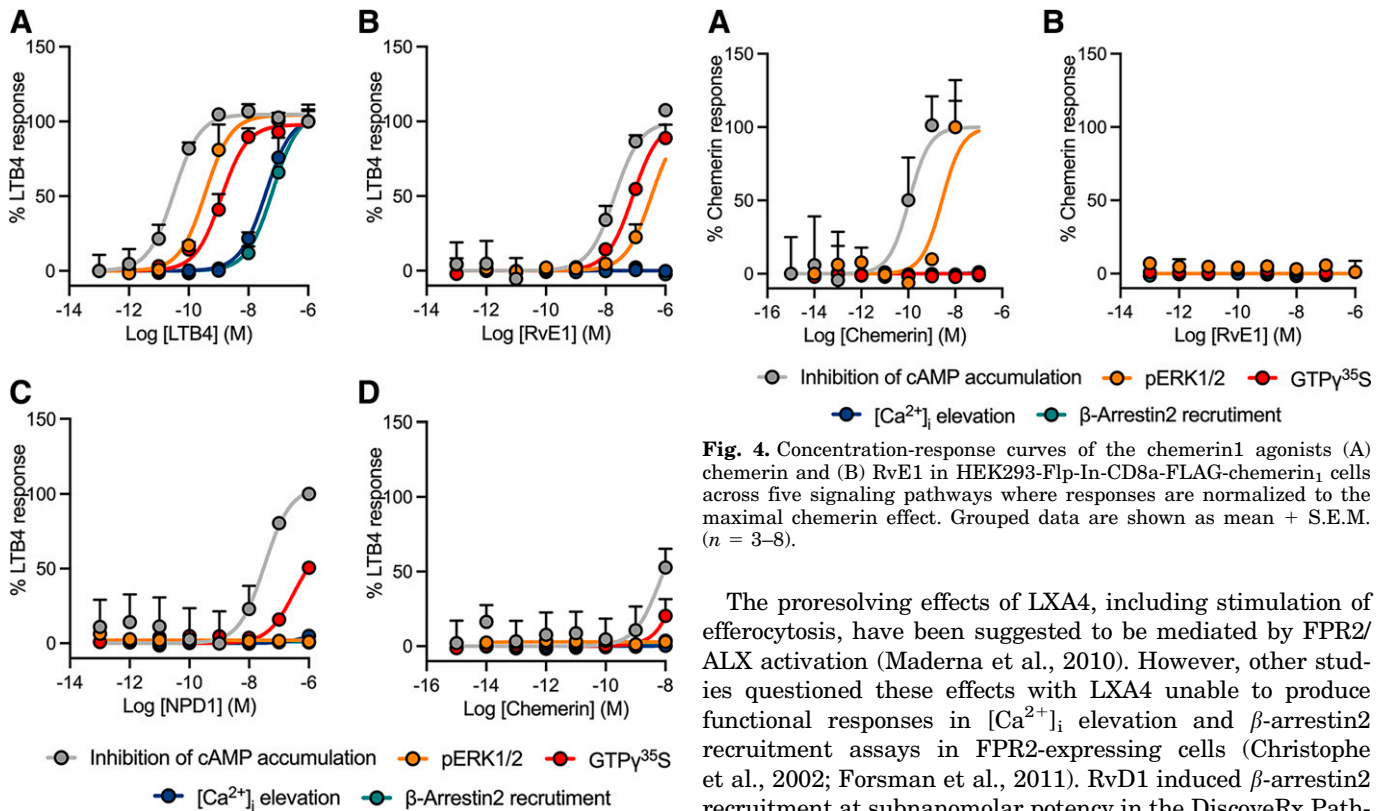 A
150
100
50
0
% LTB4 response
-14
-12
-10
-8
-6
Log [LTB4] (M)
B
150
100
50
0
% LTB4 response
-14
-12
-10
-8
-6
Log [RvE1] (M)
C
150
100
50
0
% LTB4 response
-14
-12
-10
-8
-6
Log [NPD1] (M)
D
150
100
50
0
% LTB4 response
-16
-14
-12
-10
-8
Log [Chemerin] (M)
Inhibition of cAMP accumulation
pERK1/2
GTPγ³⁵S
[Ca²⁺]ᵢ elevation
β-Arrestin2 recrutiment
A
150
100
50
0
% Chemerin response
-16
-14
-12
-10
-8
-6
Log [Chemerin] (M)
B
150
100
50
0
% Chemerin response
-14
-12
-10
-8
-6
Log [RvE1] (M)
Inhibition of cAMP accumulation
pERK1/2
GTPγ³⁵S
[Ca²⁺]ᵢ elevation
β-Arrestin2 recrutiment
Fig. 4. Concentration-response curves of the chemerin1 agonists (A)
chemerin and (B) RvE1 in HEK293-Flp-In-CD8a-FLAG-chemerin₁ cells
across five signaling pathways where responses are normalized to the
maximal chemerin effect. Grouped data are shown as mean + S.E.M.
(n = 3–8).
The proresolving effects of LXA4, including stimulation of
efferocytosis, have been suggested to be mediated by FPR2/
ALX activation (Maderna et al., 2010). However, other stud-
ies questioned these effects with LXA4 unable to produce
functional responses in [Ca²⁺]ᵢ elevation and β-arrestin2
recruitment assays in FPR2-expressing cells (Christophe
et al., 2002; Forsman et al., 2011). RvD1 induced β-arrestin2
recruitment at subnanomolar potency in the DiscoveRx Path-